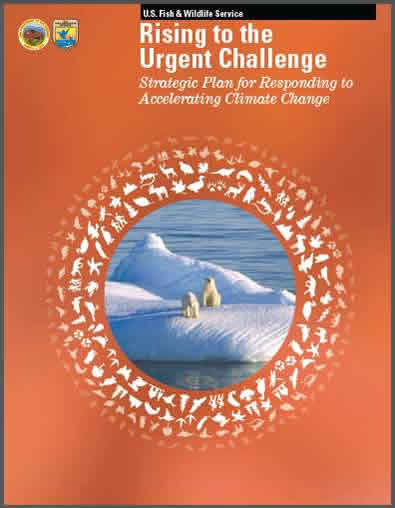 U.S. Fish & Wildlife Service
Rising to the
Urgent Challenge
Strategic Plan for Responding to
Accelerating Climate Change